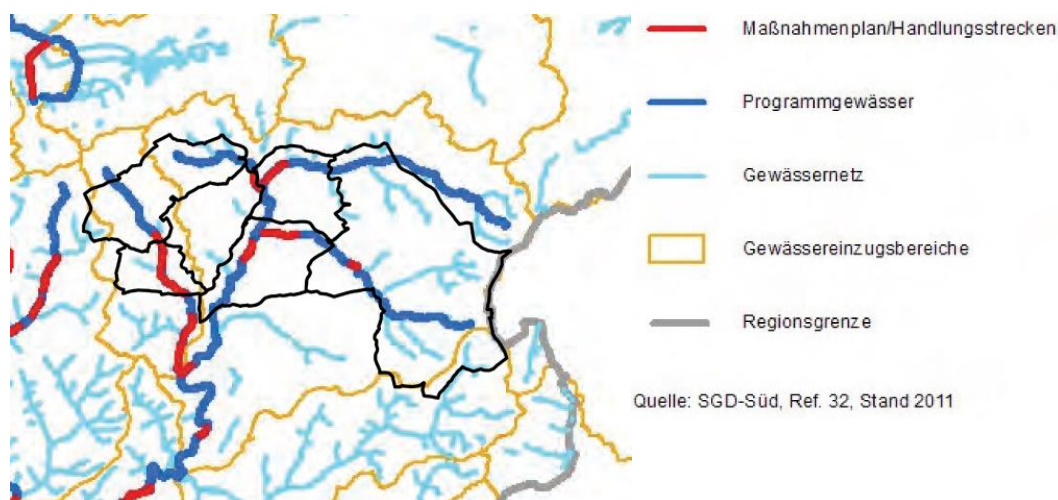 Maßnahmenplan/Handlungsstrecken
Programmgewässer
Gewässernetz
Gewässereinzugsbereiche
Regionsgrenze
Quelle: SGD-Süd, Ref. 32, Stand 2011